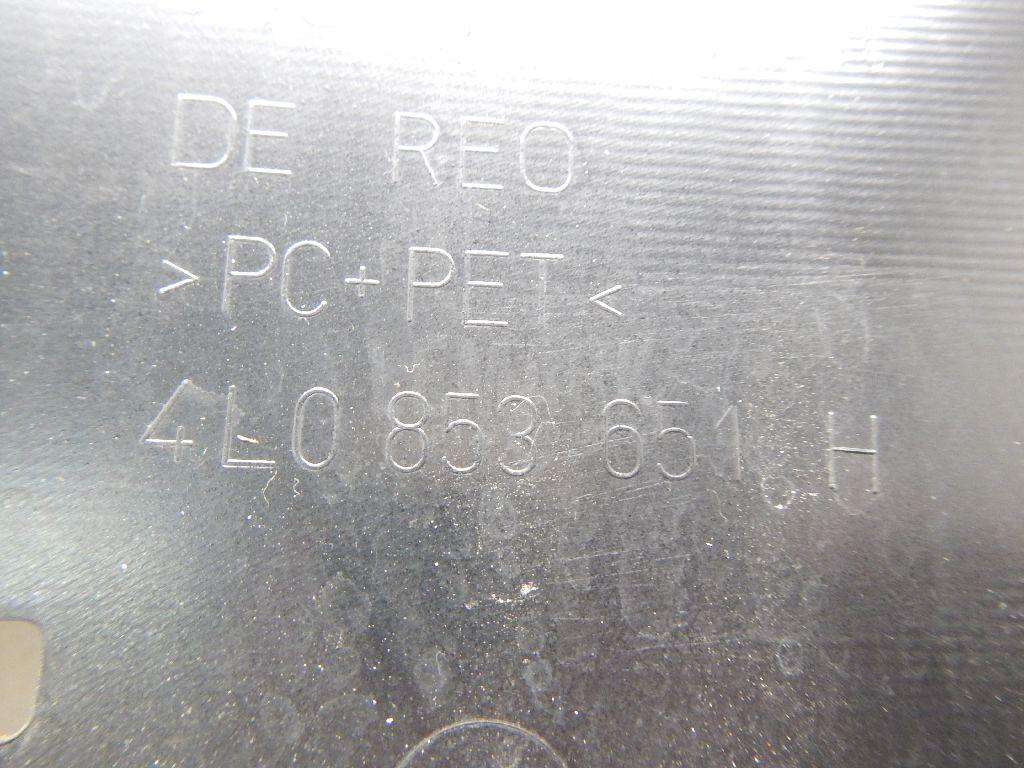 DE REO
>PC+PET<
4L0 853 651 H